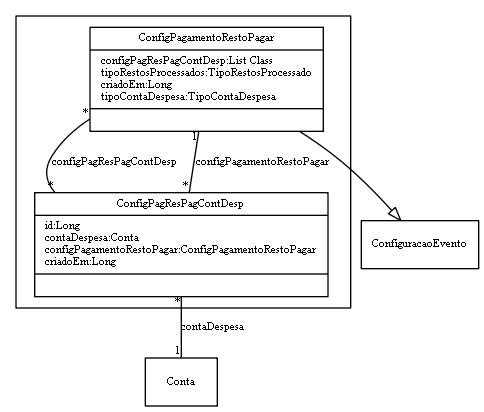 ConfigPagamentoRestoPagar
configPagResPagContDesp:List Class
tipoRestosProcessados:TipoRestosProcessado
criadoEm:Long
tipoContaDespesa:TipoContaDespesa
*
1
configPagResPagContDesp
configPagamentoRestoPagar
*
*
ConfigPagResPagContDesp
id:Long
contaDespesa:Conta
configPagamentoRestoPagar:ConfigPagamentoRestoPagar
criadoEm:Long
ConfiguracaoEvento
*
contaDespesa
1
Conta